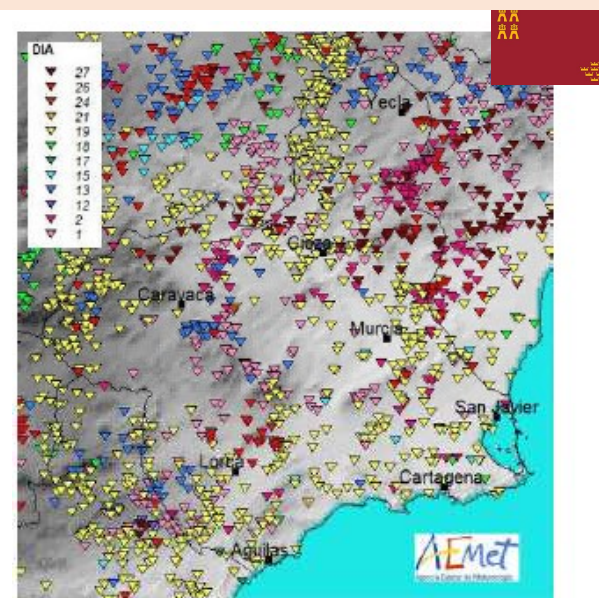 DIA
27
26
24
21
19
18
17
15
13
12
2
1
Yecla
Cieza
Caravaca
Murcia
San Javier
Lorca
Cartagena
Aguilas
AEMet